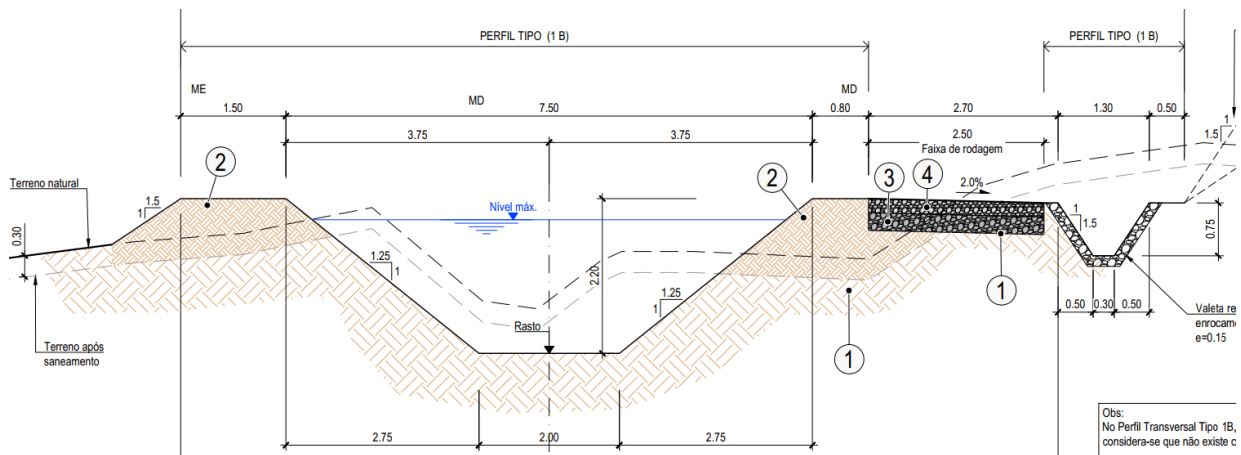 PERFIL TIPO (1 B)
PERFIL TIPO (1 B)
ME
MD
MD
1.50
7.50
0.80
2.70
1.30
0.50
3.75
3.75
2.50
Faixa de rodagem
2
2
3
4
2.0%
1
1.5
Terreno natural
1
1.5
Nível máx.
1
1.5
0.30
0.75
1.25
1
2.20
1.25
1
1
1
Rasto
0.50
0.30
0.50
Terreno após
saneamento
Valeta re
enrocam
e=0.15
2.75
2.00
2.75
Obs:
No Perfil Transversal Tipo 1B,
considera-se que não existe c